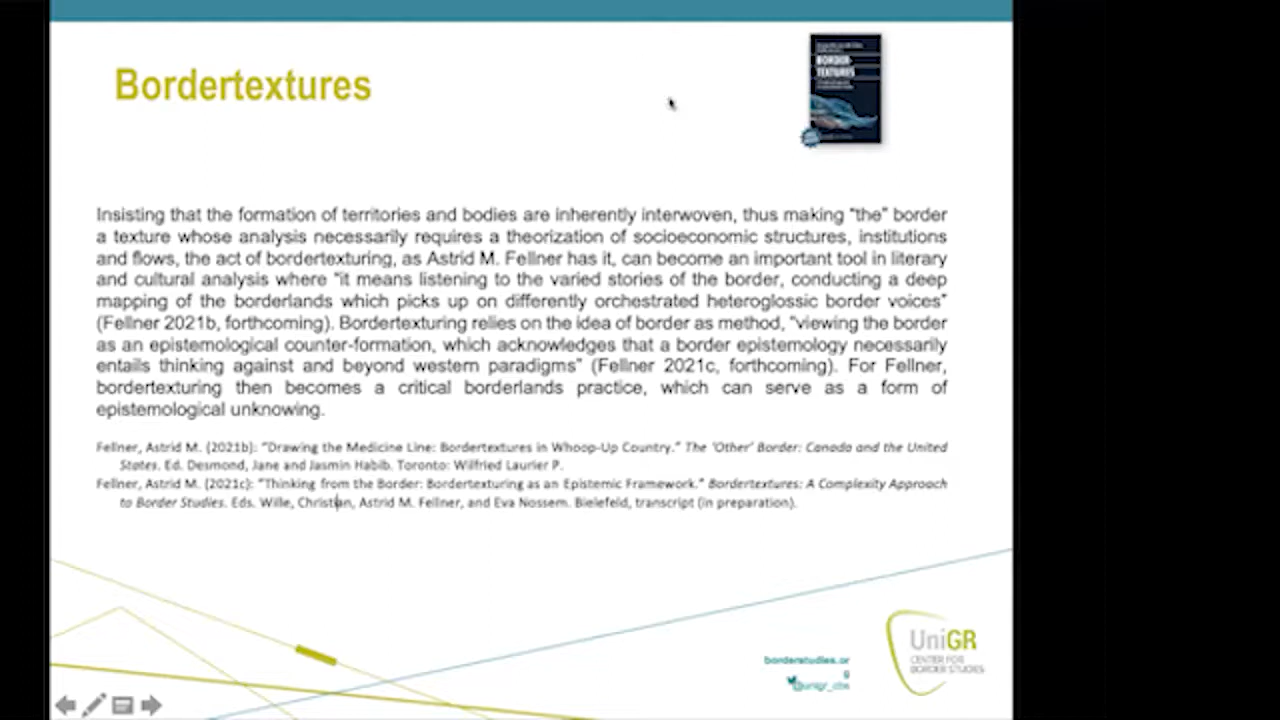 Bordertextures
BORDER-
TEXTURES
Insisting that the formation of territories and bodies are inherently interwoven, thus making “the” border
a texture whose analysis necessarily requires a theorization of socioeconomic structures, institutions
and flows, the act of bordertexturing, as Astrid M. Fellner has it, can become an important tool in literary
and cultural analysis where “it means listening to the varied stories of the border, conducting a deep
mapping of the borderlands which picks up on differently orchestrated heteroglossic border voices”
(Fellner 2021b, forthcoming). Bordertexturing relies on the idea of border as method, “viewing the border
as an epistemological counter-formation, which acknowledges that a border epistemology necessarily
entails thinking against and beyond western paradigms” (Fellner 2021c, forthcoming). For Fellner,
bordertexturing then becomes a critical borderlands practice, which can serve as a form of
epistemological unknowing.
Fellner, Astrid M. (2021b): “Drawing the Medicine Line: Bordertextures in Whoop-Up Country.” The ‘Other’ Border: Canada and the United
States. Ed. Desmond, Jane and Jasmin Habib. Toronto: Wilfried Laurier P.
Fellner, Astrid M. (2021c): “Thinking from the Border: Bordertexturing as an Epistemic Framework.” Bordertextures: A Complexity Approach
to Border Studies. Eds. Wille, Christian, Astrid M. Fellner, and Eva Nossem. Bielefeld, transcript (in preparation).
borderstudies.or
g
@unigr_cbs
UniGR
CENTER FOR
BORDER STUDIES